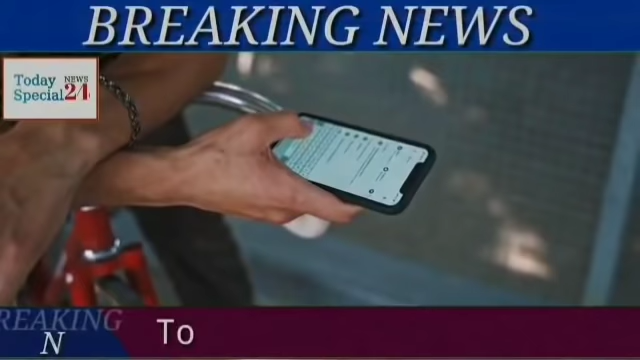 BREAKING NEWS
Today NEWS
Special 24
REAKING
N
To